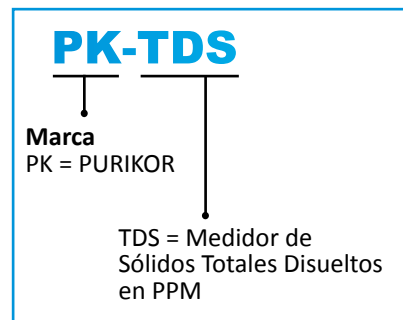 PK-TDS
Marca
PK = PURIKOR
TDS = Medidor de
Sólidos Totales Disueltos
en PPM